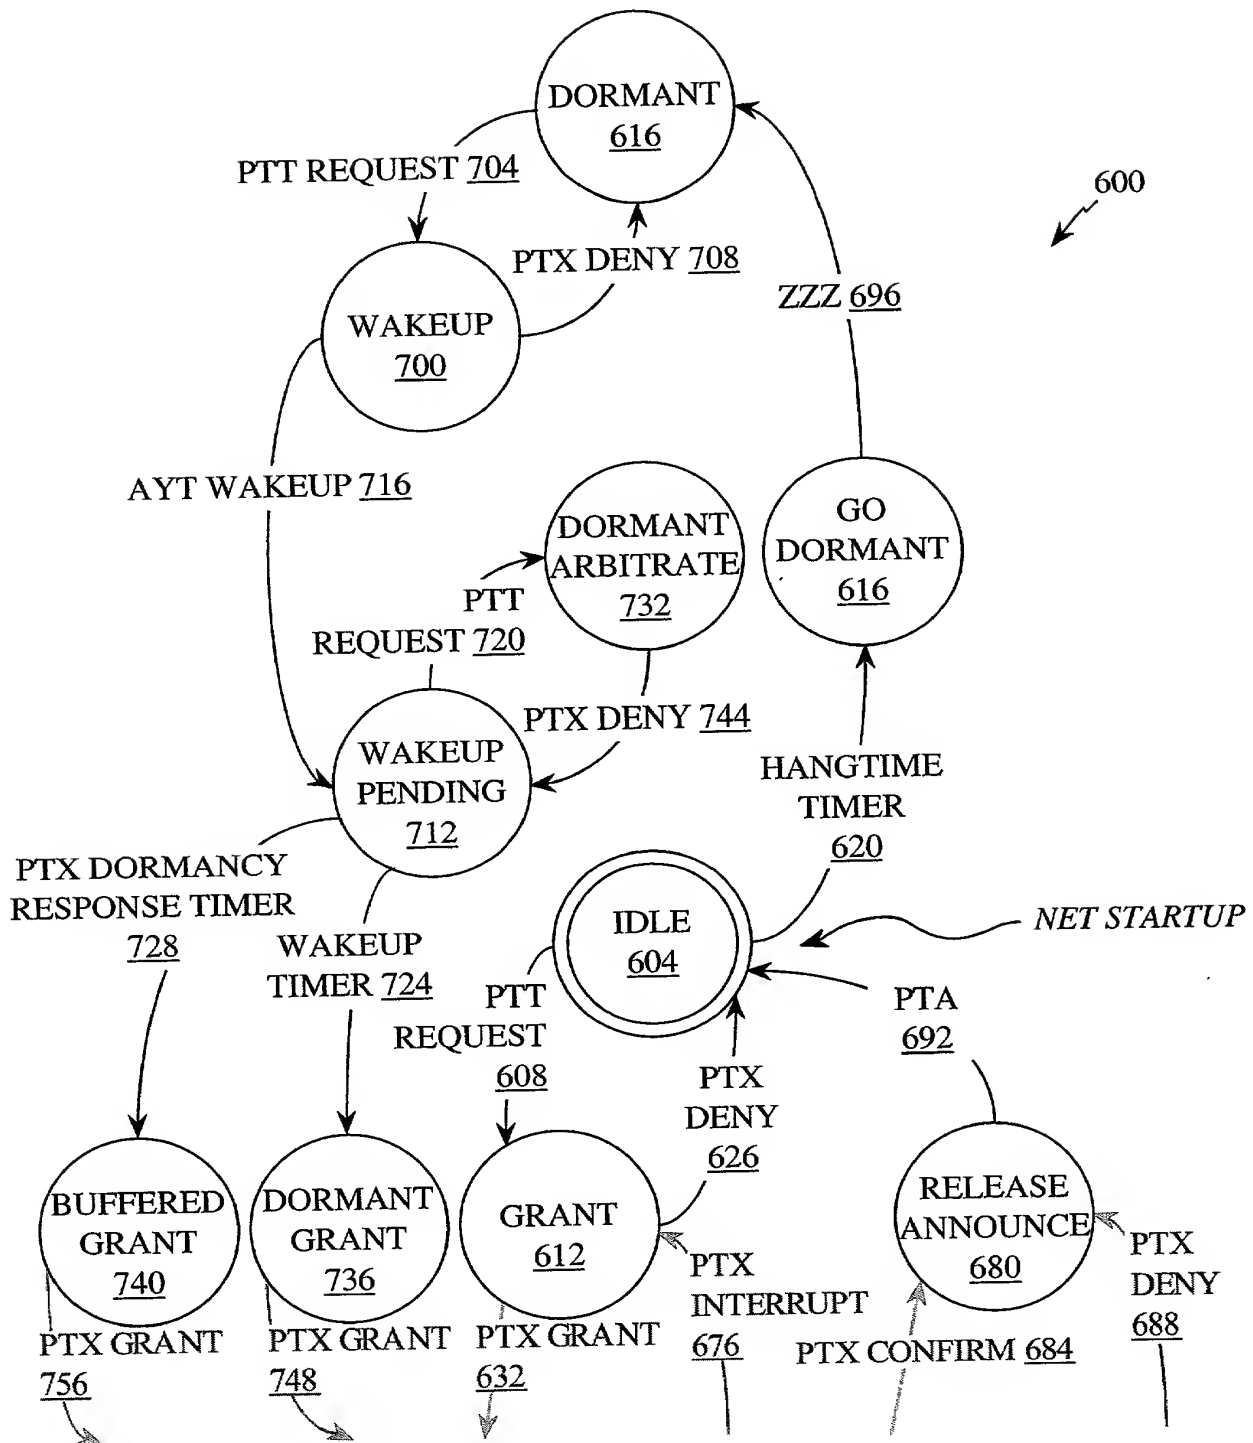 DORMANT
616
PTT REQUEST 704
600
PTX DENY 708
ZZZ 696
WAKEUP
700
AYT WAKEUP 716
DORMANT
ARBITRATE
732
GO
DORMANT
616
PTT
REQUEST 720
PTX DENY 744
WAKEUP
PENDING
712
HANGTIME
TIMER
620
PTX DORMANCY
RESPONSE TIMER
728
WAKEUP
TIMER 724
IDLE
604
NET STARTUP
PTT
REQUEST
608
PTX
DENY
626
PTA
692
BUFFERED
GRANT
740
DORMANT
GRANT
736
GRANT
612
RELEASE
ANNOUNCE
680
PTX GRANT
756
PTX GRANT
748
PTX GRANT
632
PTX
INTERRUPT
676
PTX CONFIRM 684
PTX
DENY
688